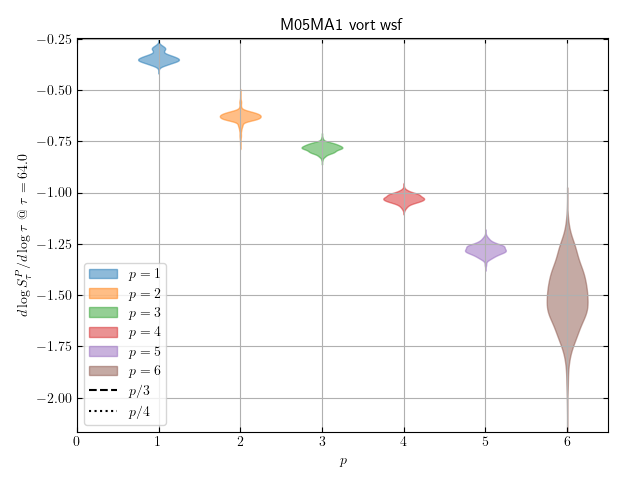 M05MA1 vort wsf
d log S_τ^P / d log τ @ τ = 64.0
−0.25
−0.50
−0.75
−1.00
−1.25
−1.50
−1.75
−2.00
p = 1
p = 2
p = 3
p = 4
p = 5
p = 6
p/3
p/4
0 1 2 3 4 5 6
p